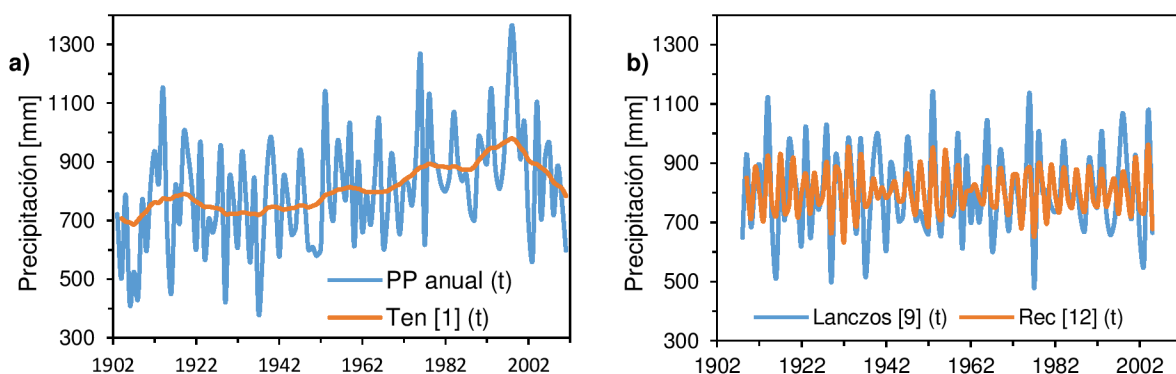 a)
Precipitación [mm]
1300
1100
900
700
500
300
PP anual (t)
Ten [1] (t)
1902 1922 1942 1962 1982 2002
b)
Precipitación [mm]
1300
1100
900
700
500
300
Lanczos [9] (t) Rec [12] (t)
1902 1922 1942 1962 1982 2002